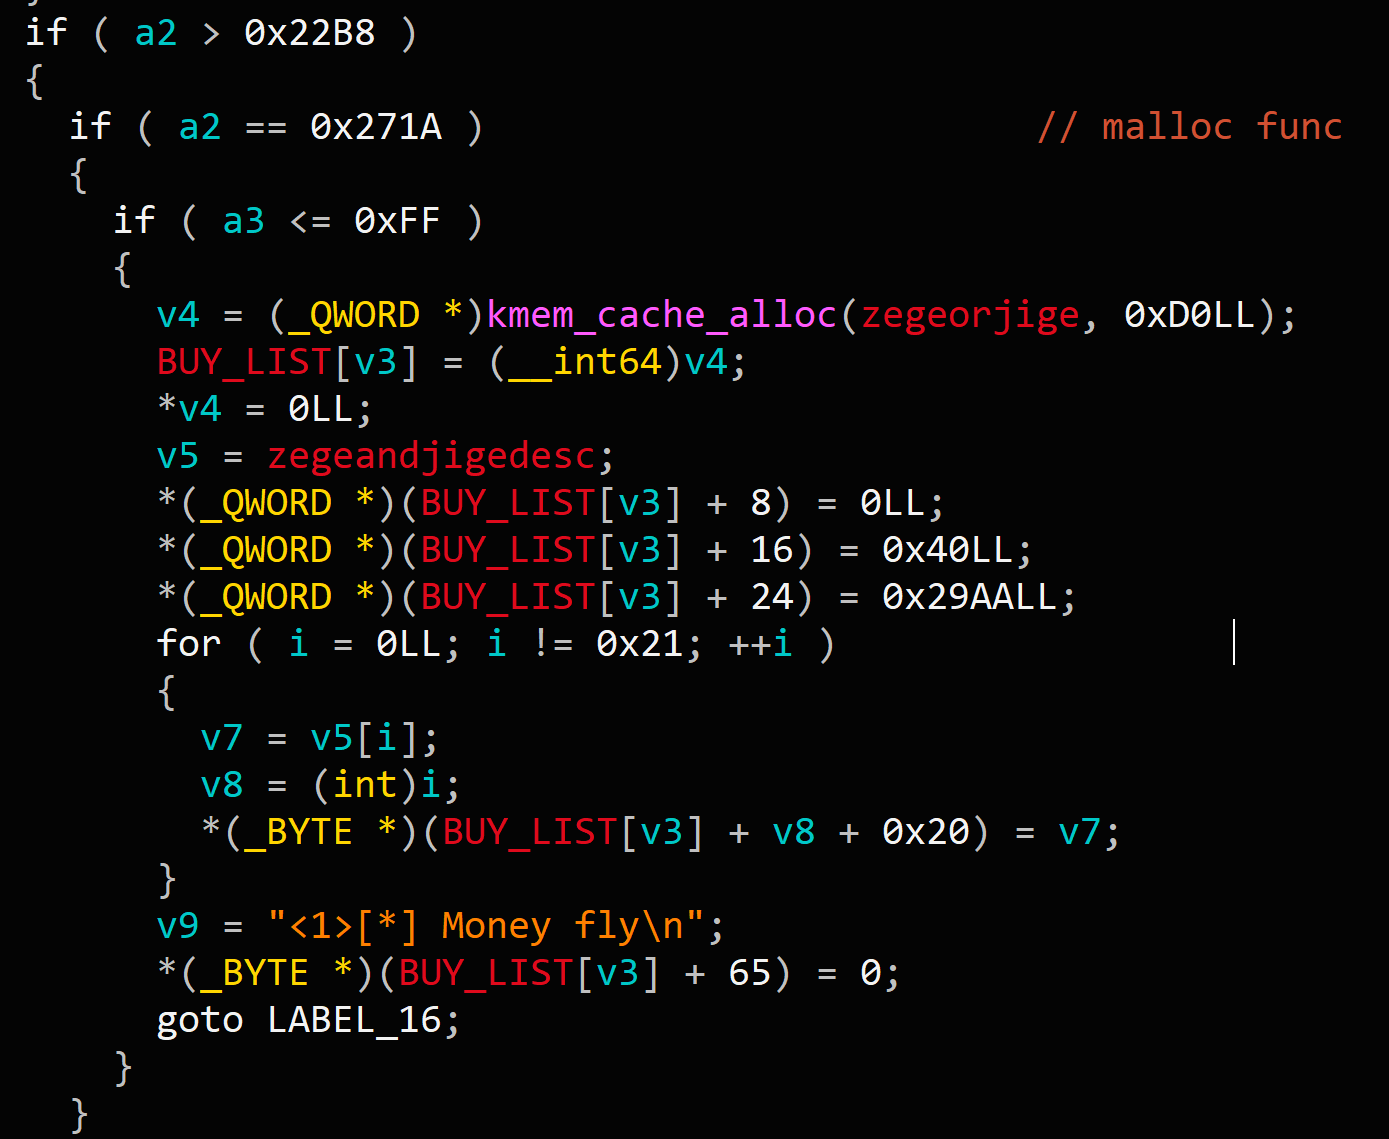 if ( a2 > 0x22B8 )
{
  if ( a2 == 0x271A )                         // malloc func
  {
    if ( a3 <= 0xFF )
    {
      v4 = (_QWORD *)kmem_cache_alloc(zegeorjige, 0xD0LL);
      BUY_LIST[v3] = (__int64)v4;
      *v4 = 0LL;
      v5 = zegeandjigedesc;
      *(_QWORD *)(BUY_LIST[v3] + 8) = 0LL;
      *(_QWORD *)(BUY_LIST[v3] + 16) = 0x40LL;
      *(_QWORD *)(BUY_LIST[v3] + 24) = 0x29AALL;
      for ( i = 0LL; i != 0x21; ++i )
      {
        v7 = v5[i];
        v8 = (int)i;
        *(_BYTE *)(BUY_LIST[v3] + v8 + 0x20) = v7;
      }
      v9 = "<1>[*] Money fly\n";
      *(_BYTE *)(BUY_LIST[v3] + 65) = 0;
      goto LABEL_16;
    }
  }